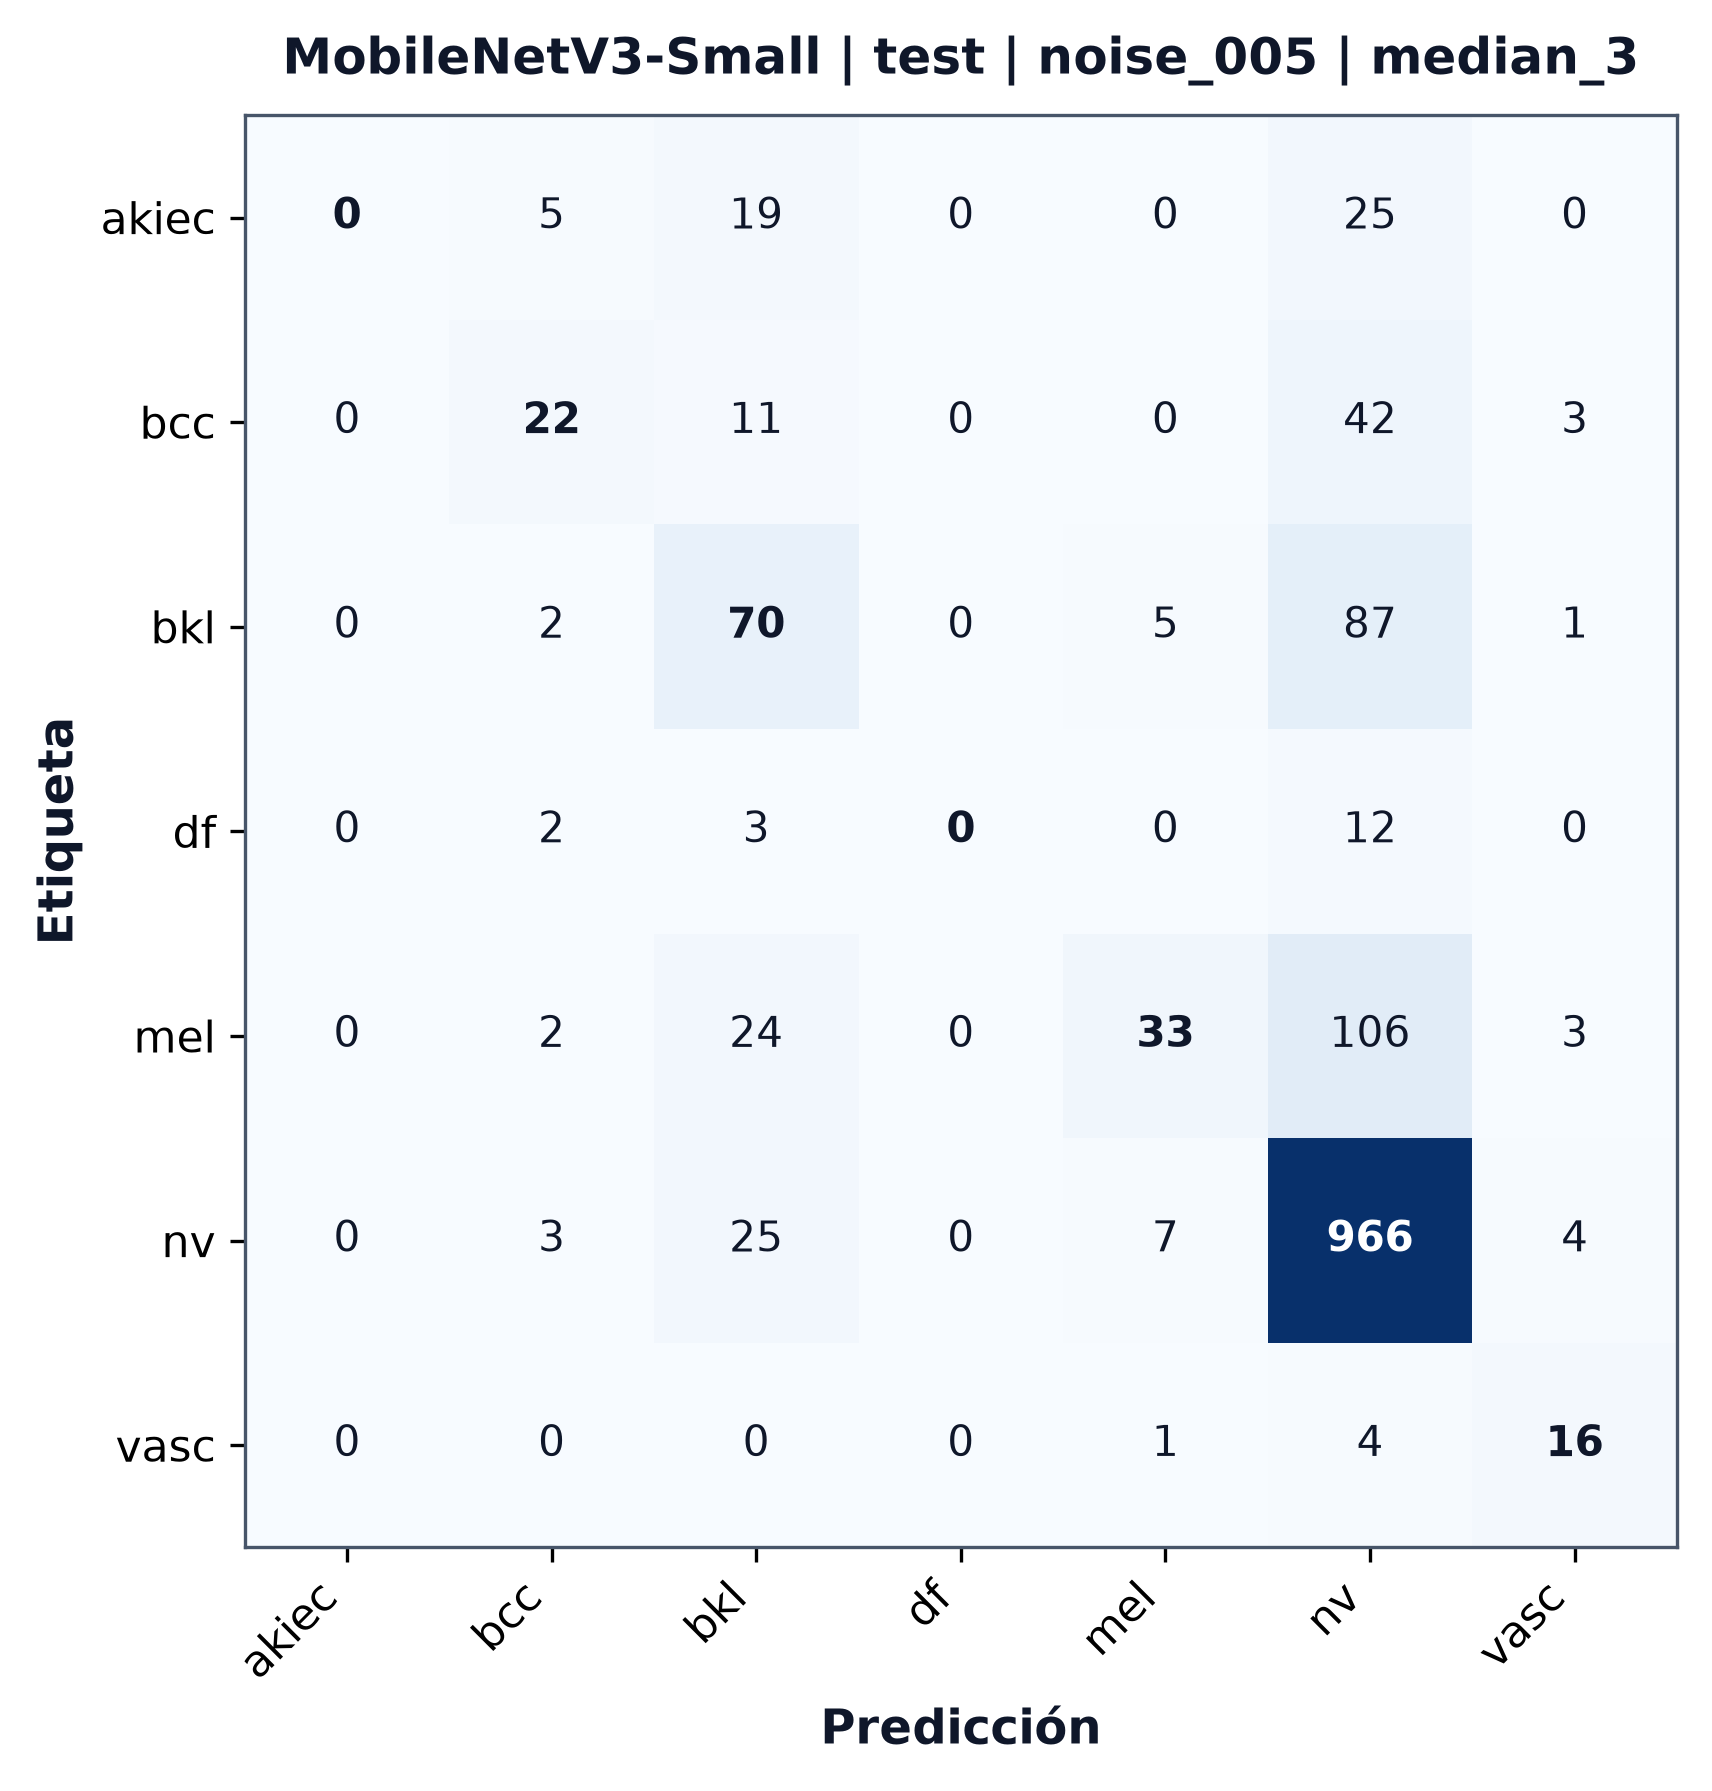 MobileNetV3-Small | test | noise_005 | median_3
akiec 0 5 19 0 0 25 0
bcc 0 22 11 0 0 42 3
bkl 0 2 70 0 5 87 1
df 0 2 3 0 0 12 0
mel 0 2 24 0 33 106 3
nv 0 3 25 0 7 966 4
vasc 0 0 0 0 1 4 16
Etiqueta
akiec bcc bkl df mel nv vasc
Predicción